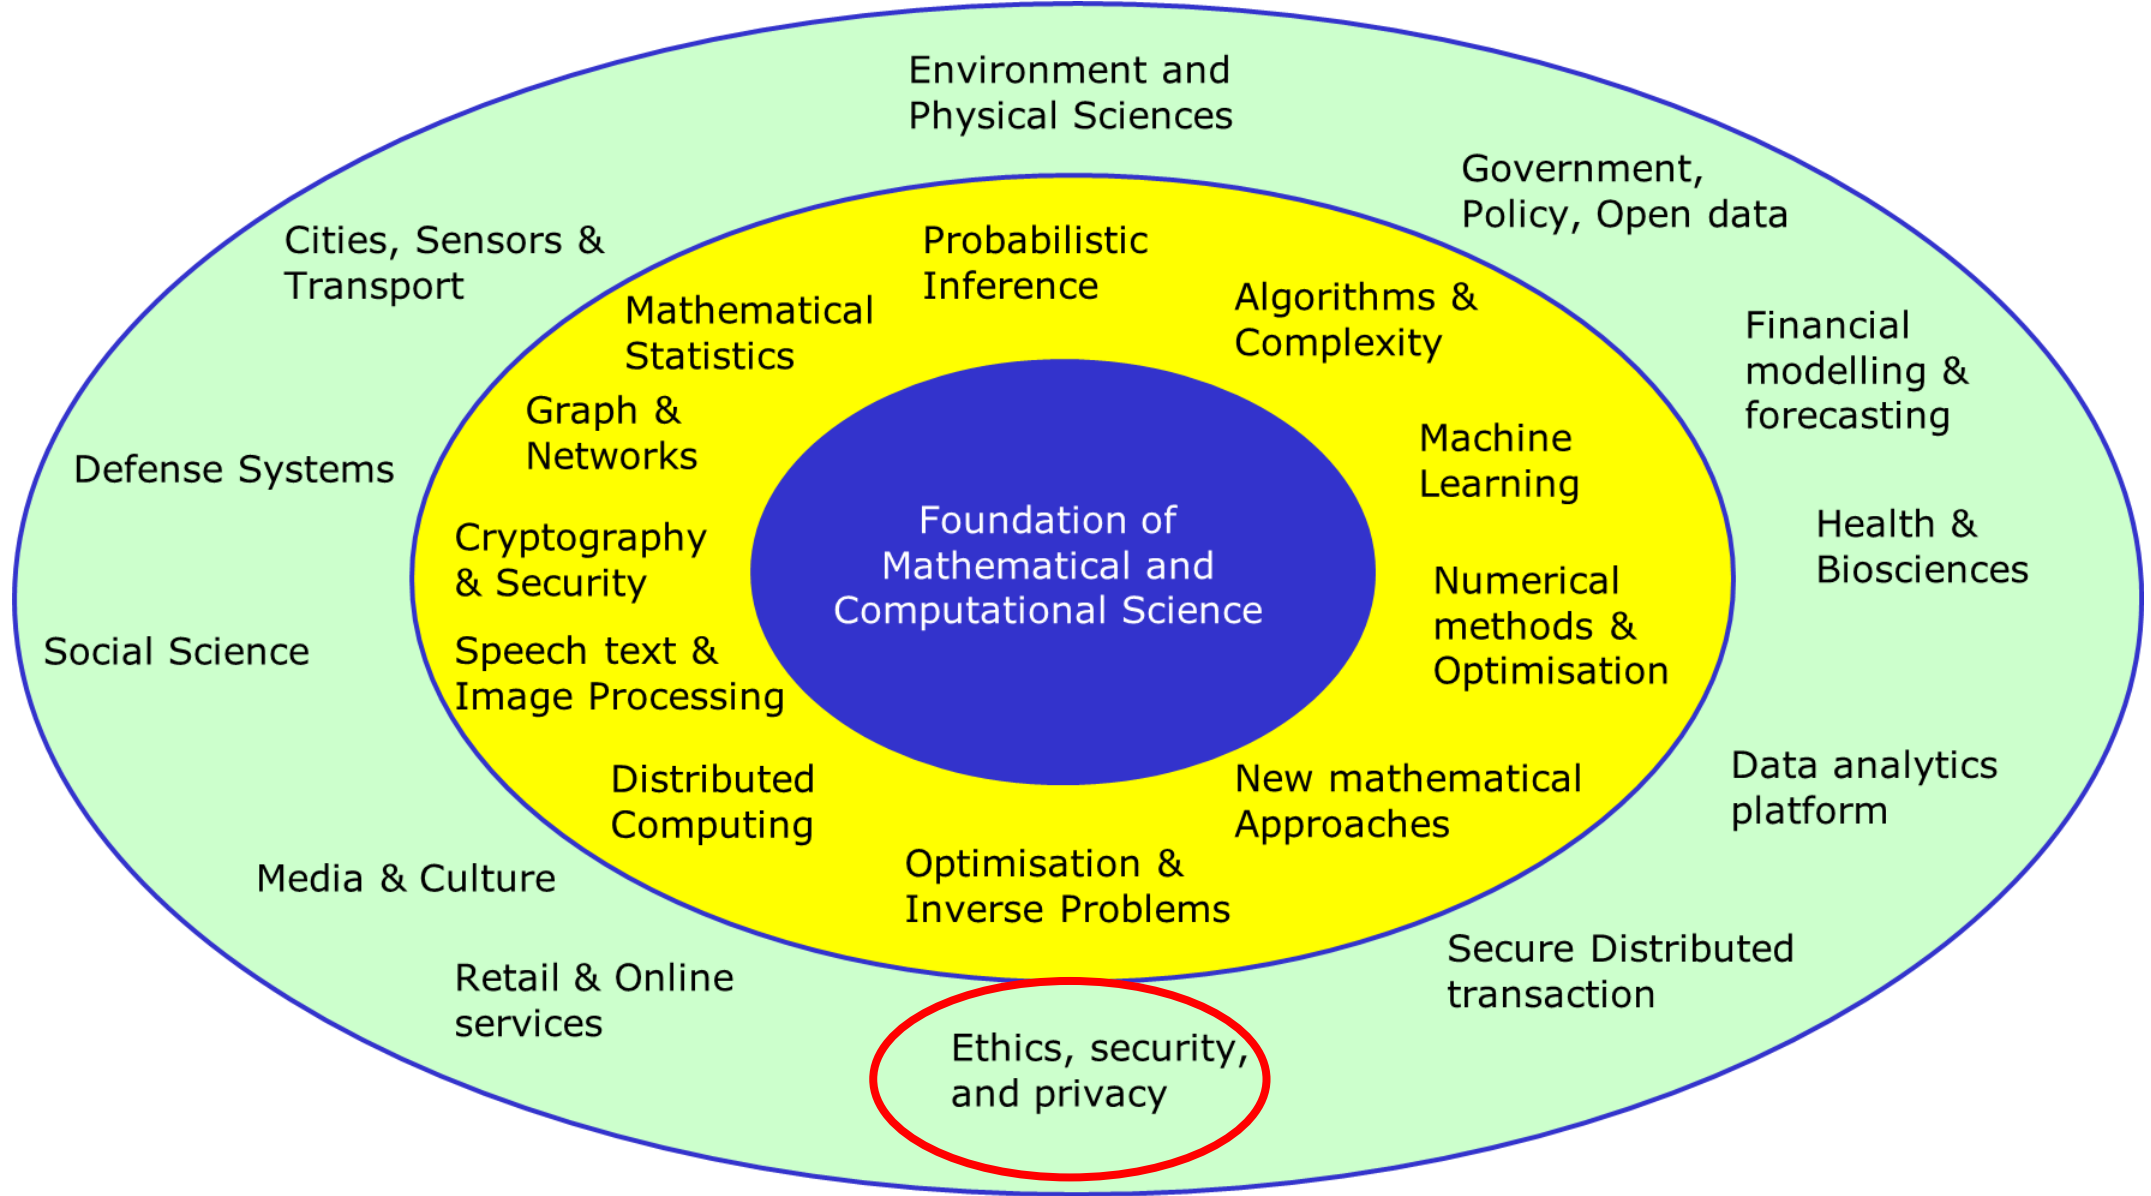 Environment and
Physical Sciences
Government,
Policy, Open data
Cities, Sensors &
Transport
Probabilistic
Inference
Mathematical
Statistics
Algorithms &
Complexity
Financial
modelling &
forecasting
Graph &
Networks
Machine
Learning
Defense Systems
Foundation of
Mathematical and
Computational Science
Health &
Biosciences
Cryptography
& Security
Numerical
methods &
Optimisation
Social Science
Speech text &
Image Processing
Data analytics
platform
Distributed
Computing
New mathematical
Approaches
Media & Culture
Optimisation &
Inverse Problems
Secure Distributed
transaction
Retail & Online
services
Ethics, security,
and privacy